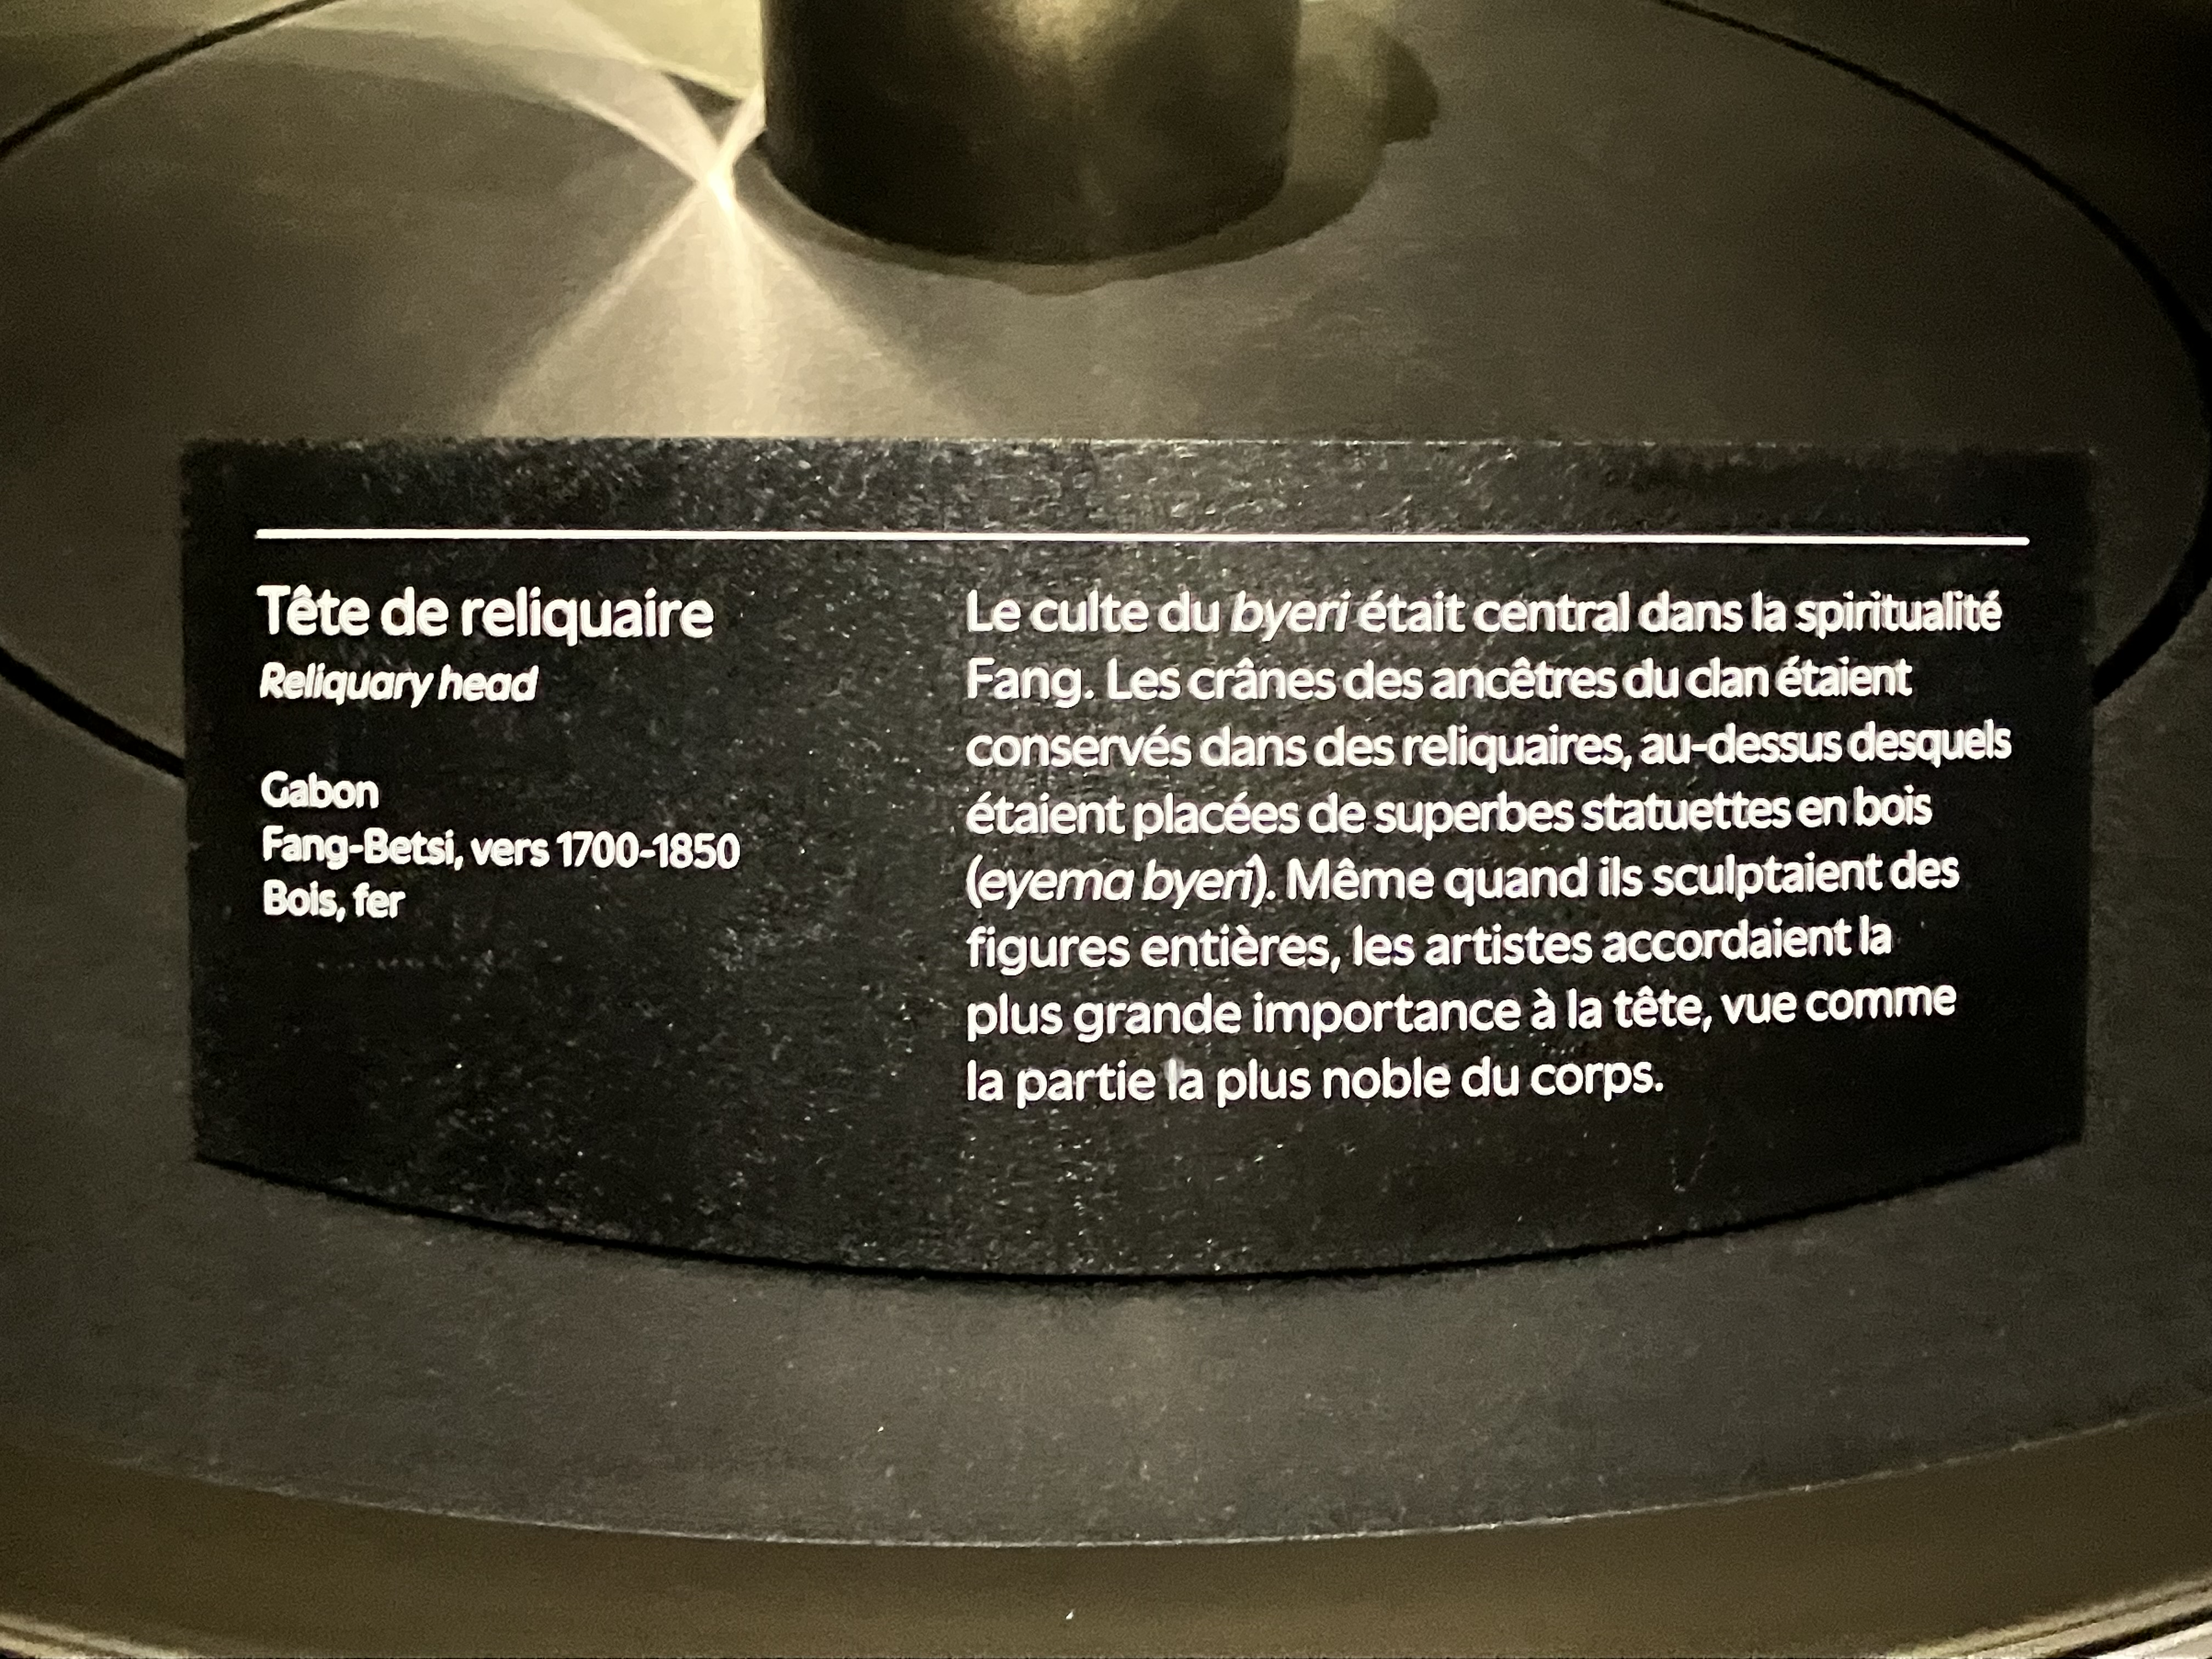 Tête de reliquaire
Reliquary head
Gabon
Fang-Betsi, vers 1700-1850
Bois, fer
Le culte du byeri était central dans la spiritualité
Fang. Les crânes des ancêtres du clan étaient
conservés dans des reliquaires, au-dessus desquels
étaient placées de superbes statuettes en bois
(eyema byeri). Même quand ils sculptaient des
figures entières, les artistes accordaient la
plus grande importance à la tête, vue comme
la partie la plus noble du corps.